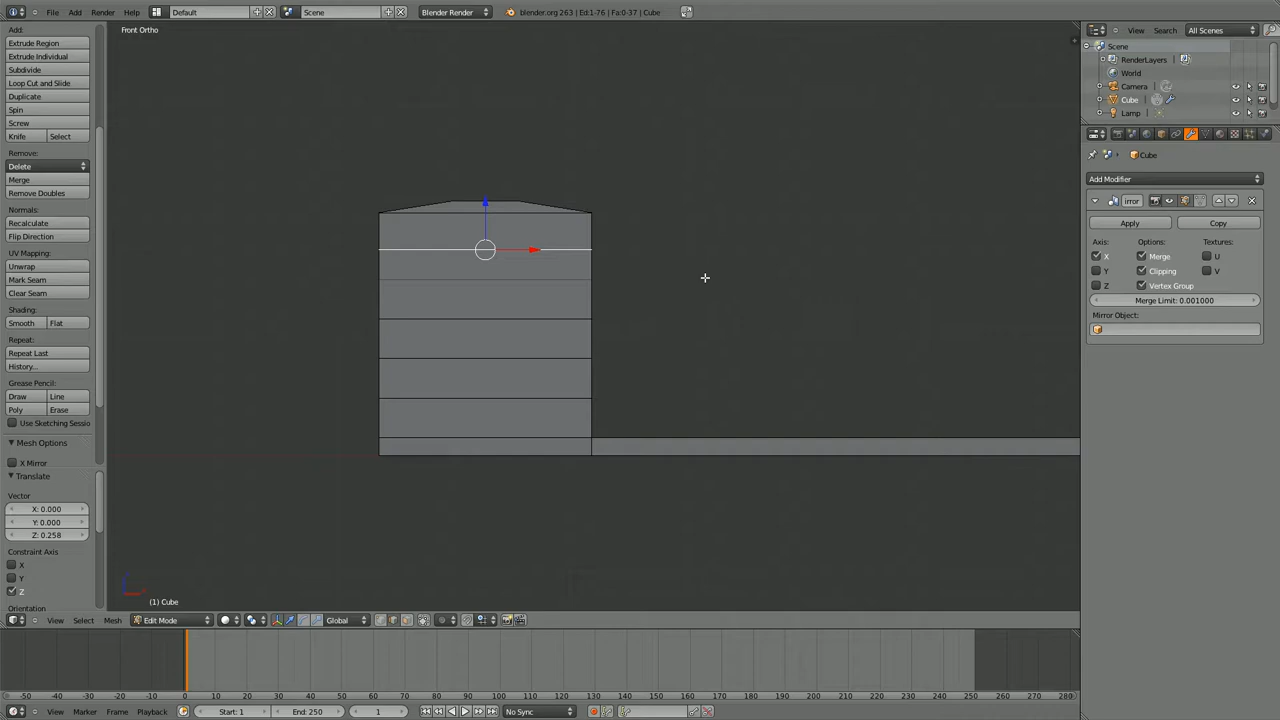 File Add Render Help Default Scene Blender Render blender.org 263 | Ed:1-76 | Fa:0-37 | Cube
View Search All Scenes
Front Ortho
Add:
Extrude Region
Extrude Individual
Subdivide
Loop Cut and Slide
Duplicate
Spin
Screw
Knife Select
Remove:
Delete
Merge
Remove Doubles
Normals:
Recalculate
Flip Direction
UV Mapping:
Unwrap
Mark Seam
Clear Seam
Shading:
Smooth Flat
Repeat:
Repeat Last
History...
Grease Pencil:
Draw Line
Poly Erase
Use Sketching Sessio
Mesh Options
X Mirror
Translate
Vector
X: 0.000
Y: 0.000
Z: 0.258
Constraint Axis
X
Y
Z
Orientation
(1) Cube
Scene
RenderLayers
World
Camera
Cube
Lamp
Cube
Add Modifier
irror
Apply Copy
Axis: Options: Textures:
X Merge U
Y Clipping V
Z Vertex Group
Merge Limit: 0.001000
Mirror Object:
View Select Mesh Edit Mode Global
-50 -40 -30 -20 -10 0 10 20 30 40 50 60 70 80 90 100 110 120 130 140 150 160 170 180 190 200 210 220 230 240 250 260 270 280
View Marker Frame Playback Start: 1 End: 250 1 No Sync